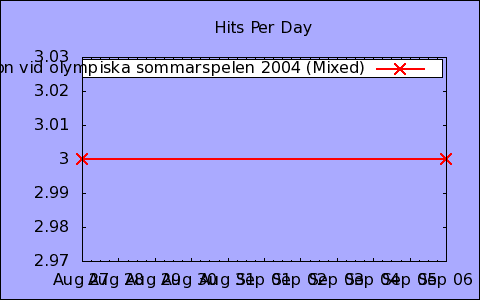 Hits Per Day
3.03
on vid olympiska sommarspelen 2004 (Mixed)
3.02
3.01
3
2.99
2.98
2.97
Aug 27 Aug 28 Aug 29 Aug 30 Aug 31 Sep 01 Sep 02 Sep 03 Sep 04 Sep 05 Sep 06